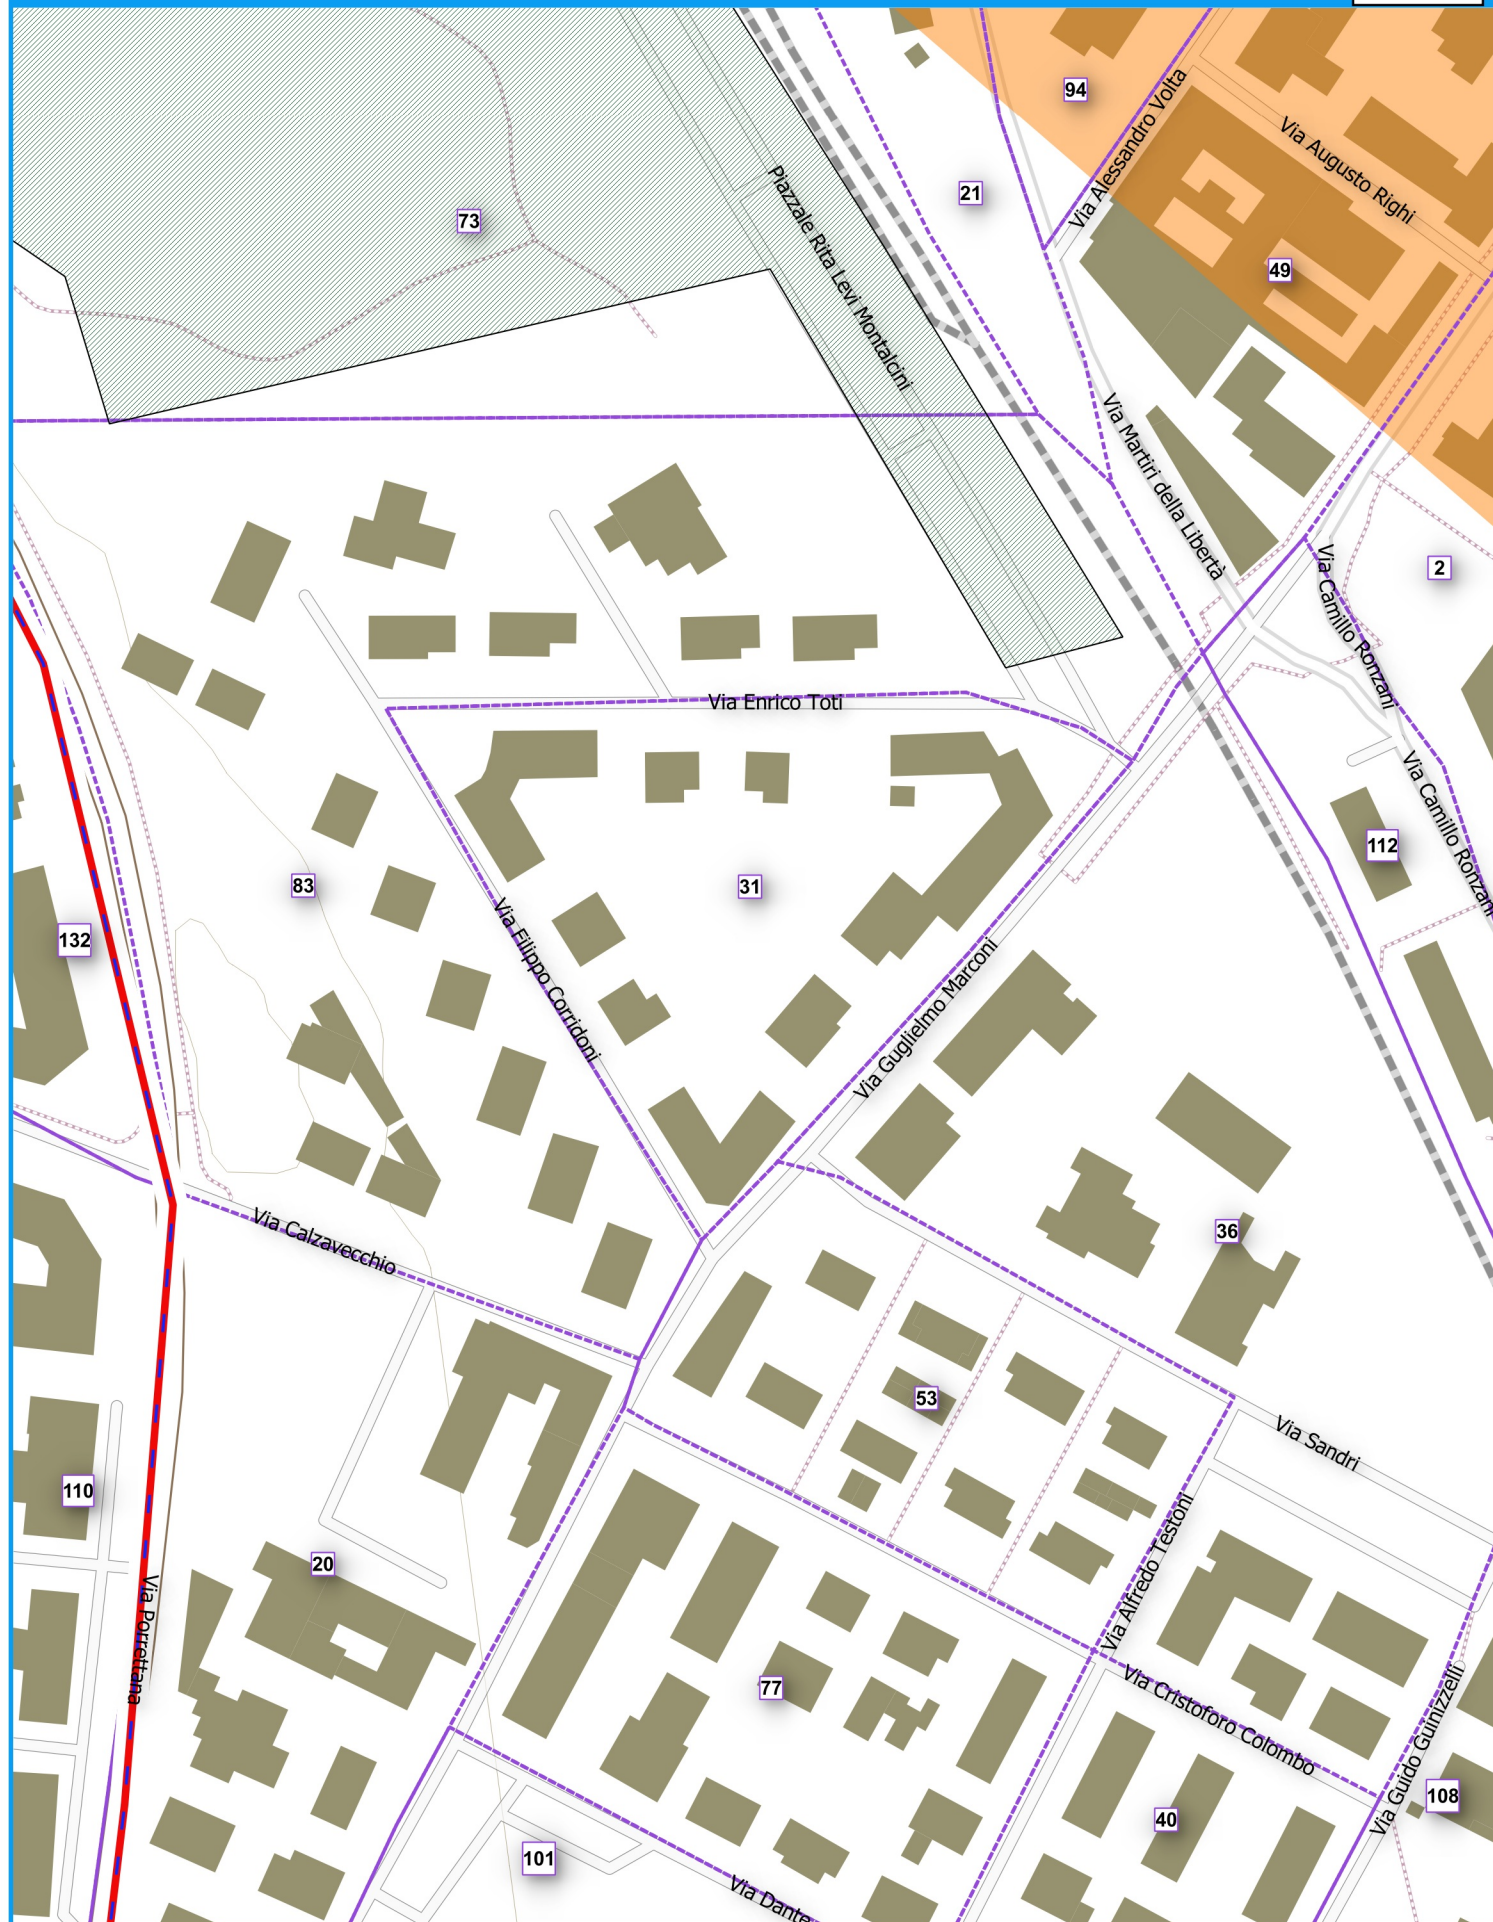 94
Via Alessandro Volta
Via Augusto Righi
21
73
Piazzale Rita Levi Montalcini
49
Via Martiri della Libertà
Via Camillo Ronzani
2
Via Enrico Toti
Via Camillo Ronzani
112
83
31
132
Via Filippo Corridoni
Via Guglielmo Marconi
Via Calzavecchio
36
53
Via Sandri
110
Via Alfredo Testoni
20
Via Porrettana
77
Via Cristoforo Colombo
Via Guido Guinizzelli
108
40
101
Via Dante